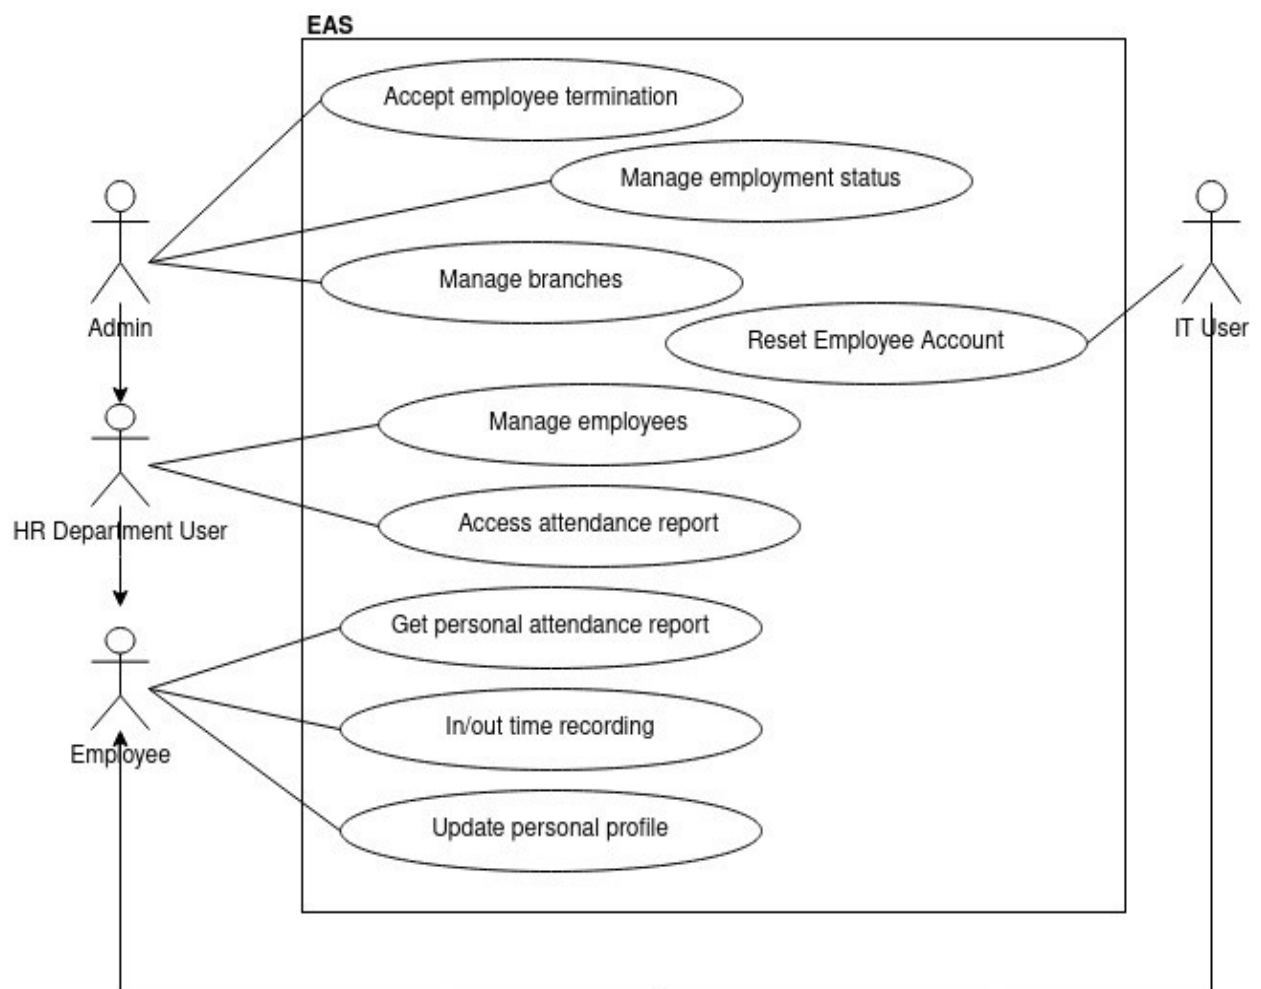 EAS
Accept employee termination
Manage employment status
Manage branches
Admin
Reset Employee Account
IT User
Manage employees
HR Department User
Access attendance report
Get personal attendance report
In/out time recording
Employee
Update personal profile